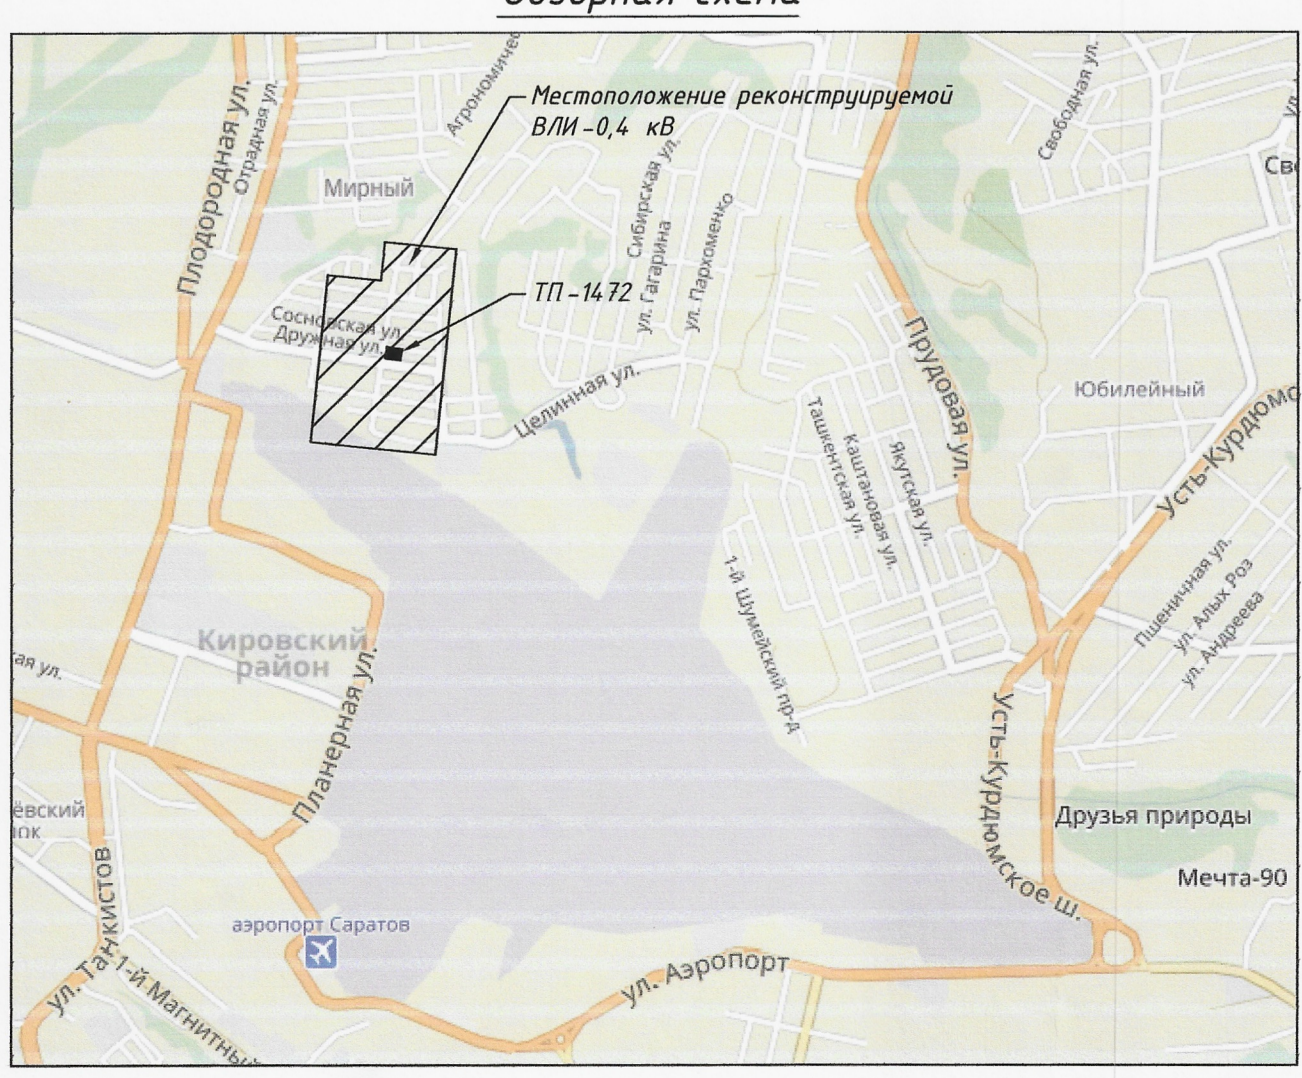 Обзорная схема
Местоположение реконструируемой
ВЛИ-0,4 кВ
ТП-1472
Плодородная ул.
Отрадная ул.
Мирный
Сосновская ул.
Дружная ул.
Сибирская ул.
ул. Гагарина
ул. Пархоменко
Свободная ул.
Целинная ул.
Прудовая ул.
Юбилейный
Ташкентская ул.
Каштановая ул.
Якутская ул.
1-й Шумейский пр-д
Пшеничная ул.
ул. Алых Роз
ул. Андреева
Кировский
район
Планерная ул.
Усть-Курдюмское ш.
Друзья природы
Мечта-90
аэропорт Саратов
ул. Аэропорт
ул. Танкистов